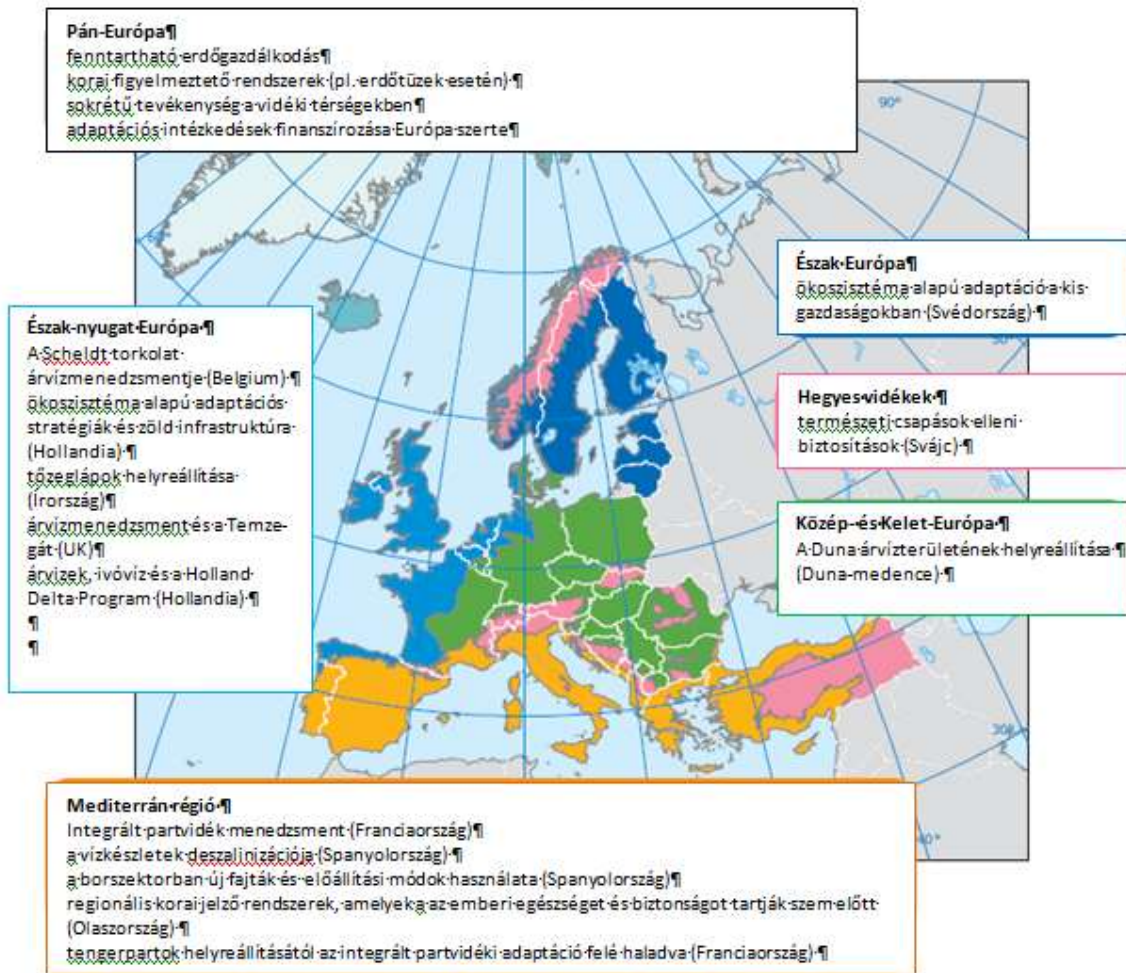 Pán-Európa¶
fenntartható·erdőgazdálkodás¶
korai·figyelmeztető·rendszerek·(pl.·erdőtüzek·esetén)·¶
sokrétű·tevékenység·a·vidéki·térségekben¶
adaptációs·intézkedések·finanszírozása·Európa·szerte¶
90°
Észak·Európa¶
ökoszisztéma·alapú·adaptáció·a·kis·
gazdaságokban·(Svédország)·¶
Észak-nyugat·Európa·¶
A·Scheldt·torkolat·
árvízmenedzsmentje·(Belgium)·¶
ökoszisztéma·alapú·adaptációs·
stratégiák·és·zöld·infrastruktúra·
(Hollandia)·¶
tőzeglápok·helyreállítása·
(Írország)¶
árvízmenedzsment·és·a·Temze-
gát·(UK)¶
árvizek,·ivóvíz·és·a·Holland·
Delta·Program·(Hollandia)·¶
¶
¶
Hegyes·vidékek·¶
természeti·csapások·elleni·
biztosítások·(Svájc)·¶
Közép-·és·Kelet-Európa·¶
A·Duna·árvízterületének·helyreállítása·¶
(Duna-medence)·¶
30°
Mediterrán·régió·¶
Integrált·partvidék·menedzsment·(Franciaország)¶
a·vízkészletek·deszalinizációja·(Spanyolország)·¶
a·borszektorban·új·fajták·és··előállítási·módok·használata·(Spanyolország)¶
regionális·korai·jelző·rendszerek,·amelyek·a·az·emberi·egészséget·és·biztonságot·tartják·szem·előtt·
(Olaszország)·¶
tengerpartok·helyreállításától·az·integrált·partvidéki·adaptáció·felé·haladva·(Franciaország)·¶